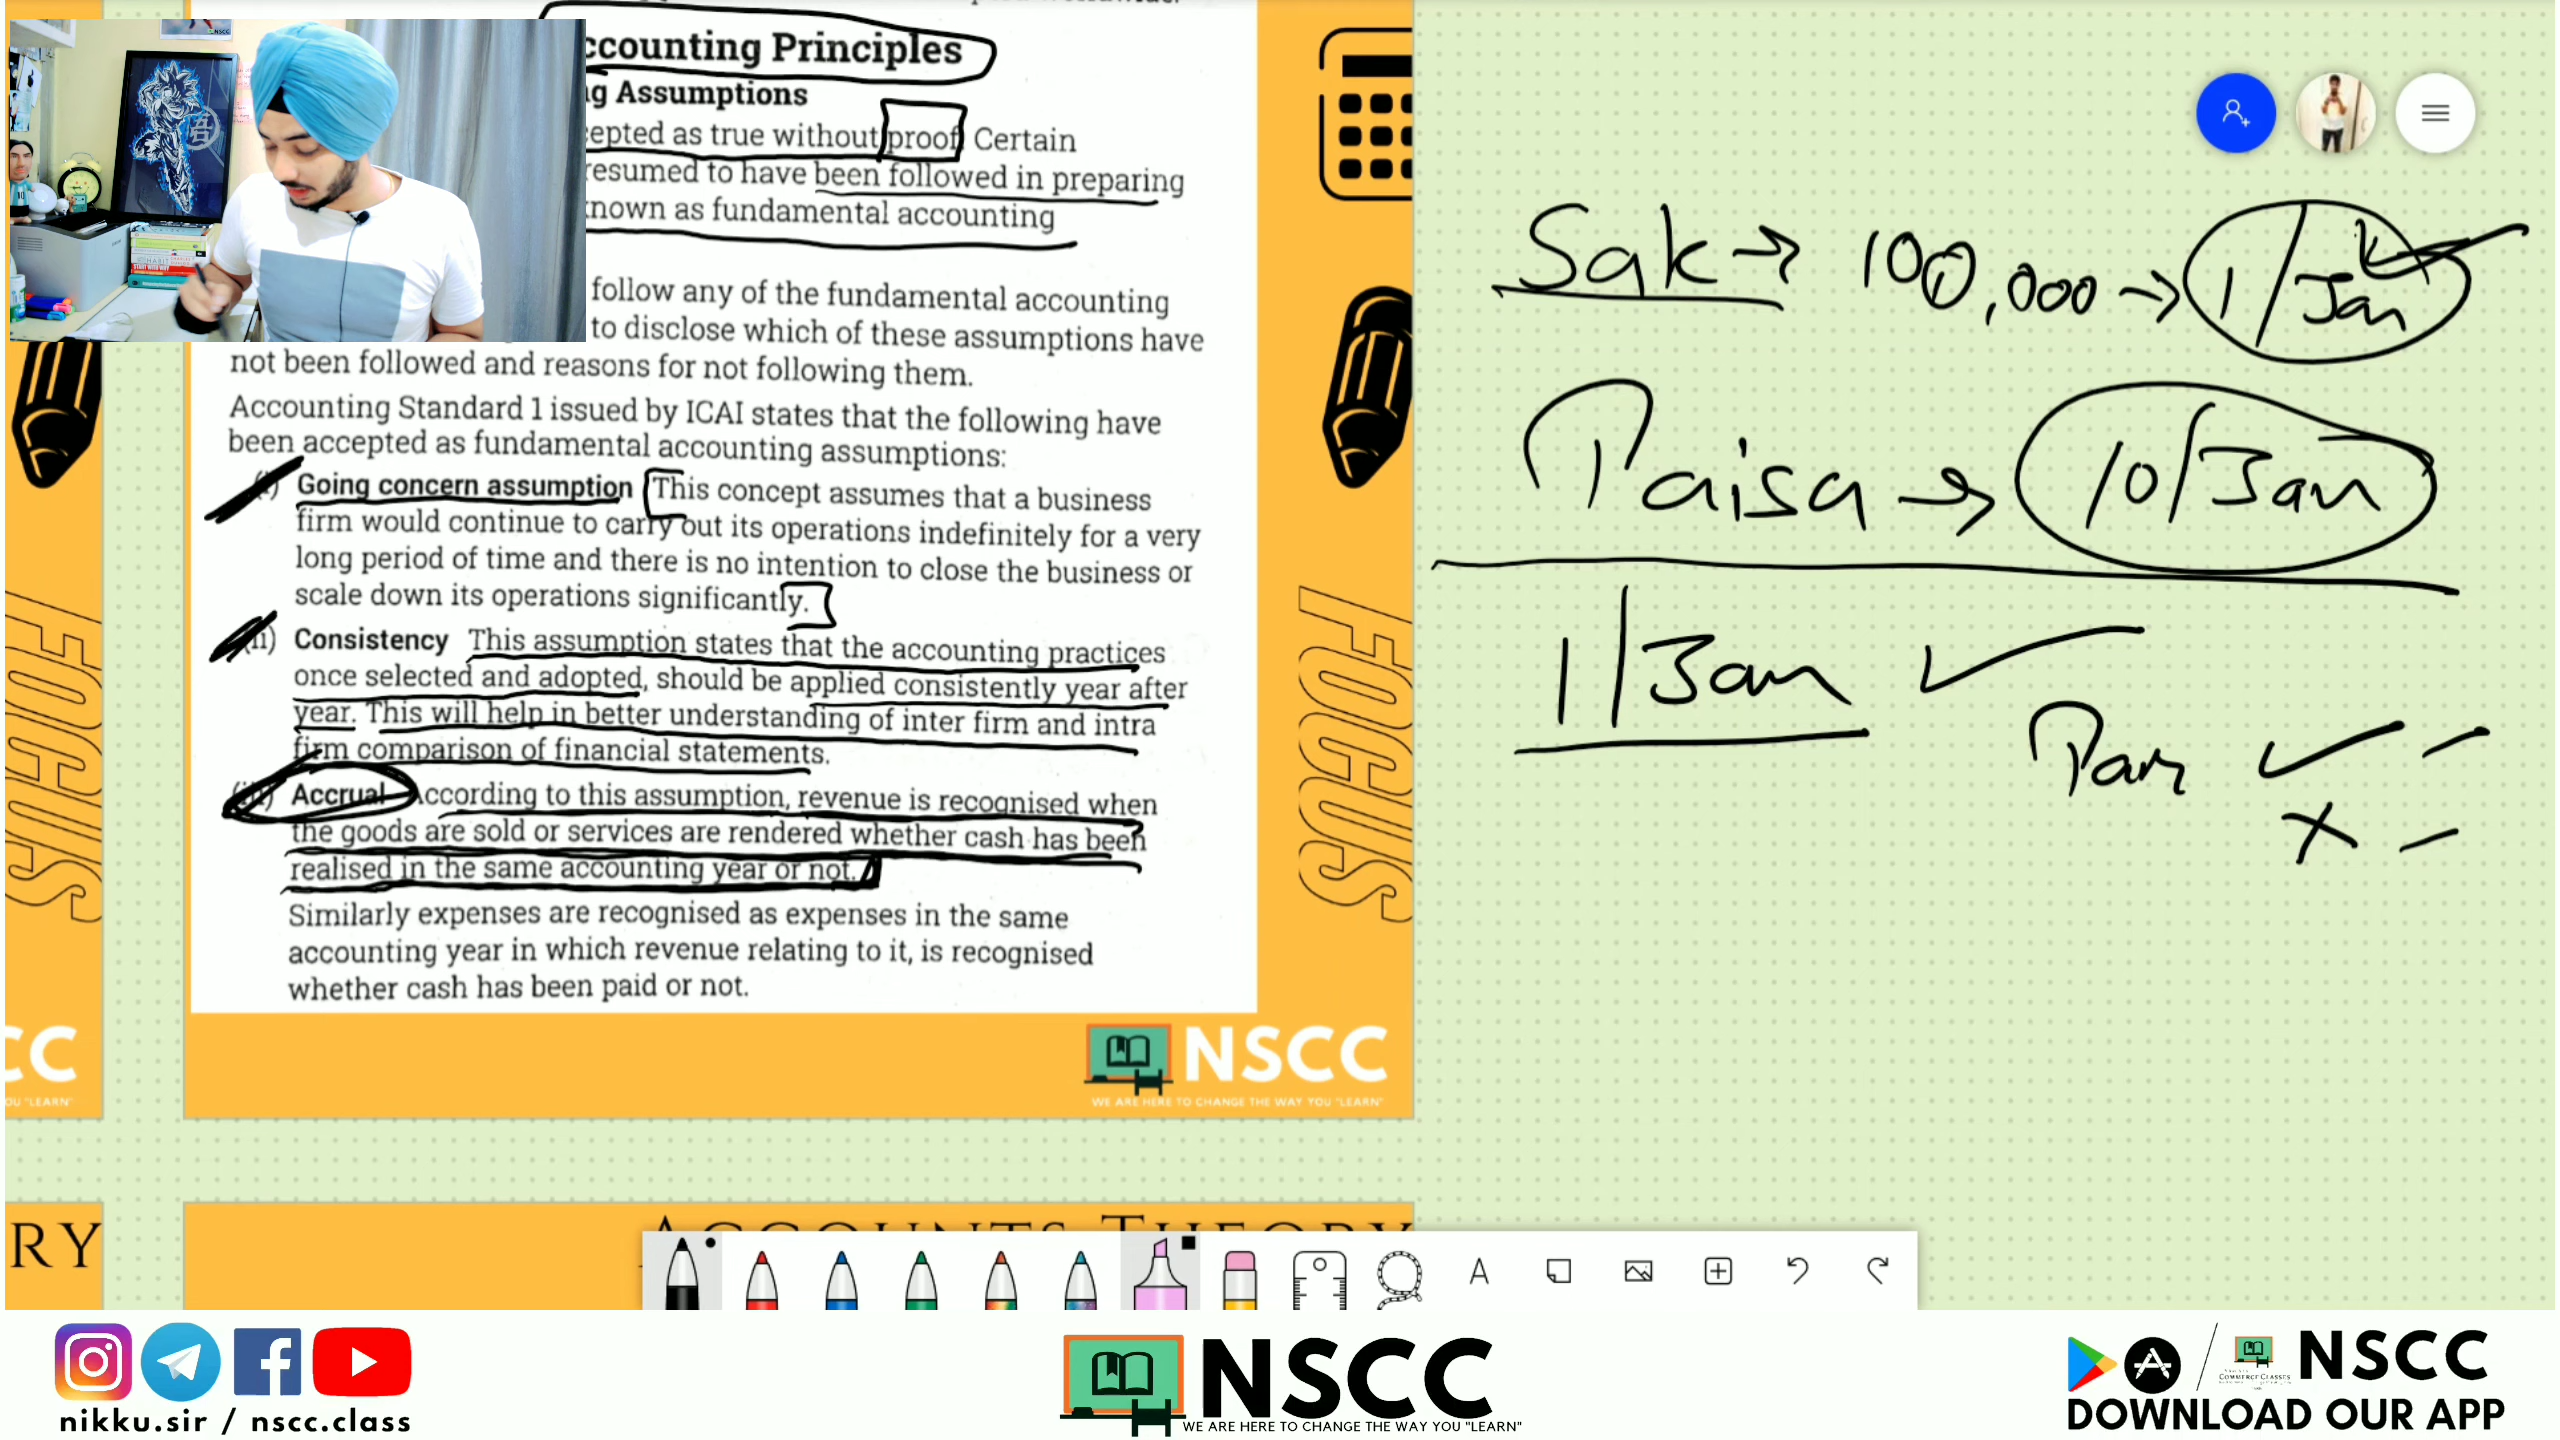 ccounting Principles
g Assumptions
epted as true without proof. Certain
resumed to have been followed in preparing
nown as fundamental accounting
follow any of the fundamental accounting
to disclose which of these assumptions have
not been followed and reasons for not following them.
Accounting Standard 1 issued by ICAI states that the following have
been accepted as fundamental accounting assumptions:
(i) Going concern assumption This concept assumes that a business
firm would continue to carry out its operations indefinitely for a very
long period of time and there is no intention to close the business or
scale down its operations significantly.
(ii) Consistency This assumption states that the accounting practices
once selected and adopted, should be applied consistently year after
year. This will help in better understanding of inter firm and intra
firm comparison of financial statements.
(iii) Accrual According to this assumption, revenue is recognised when
the goods are sold or services are rendered whether cash has been
realised in the same accounting year or not.
Similarly expenses are recognised as expenses in the same
accounting year in which revenue relating to it, is recognised
whether cash has been paid or not.
NSCC
WE ARE HERE TO CHANGE THE WAY YOU "LEARN"
CC
OU "LEARN"
FOCUS
FOCUS
100,000 → 1/Jan
Paisa → 10/Jan
1/Jan
RY
ACCOUNTS THEORY
A
nikku.sir / nscc.class
NSCC
WE ARE HERE TO CHANGE THE WAY YOU "LEARN"
NSCC
COMMERCE CLASSES
DOWNLOAD OUR APP